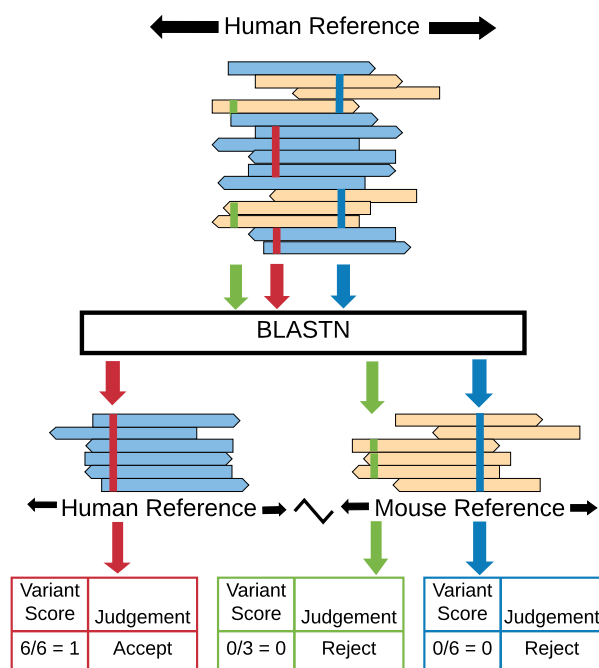 Human Reference
BLASTN
Human Reference
Mouse Reference
Variant Score
Judgement
6/6 = 1
Accept
Variant Score
Judgement
0/3 = 0
Reject
Variant Score
Judgement
0/6 = 0
Reject